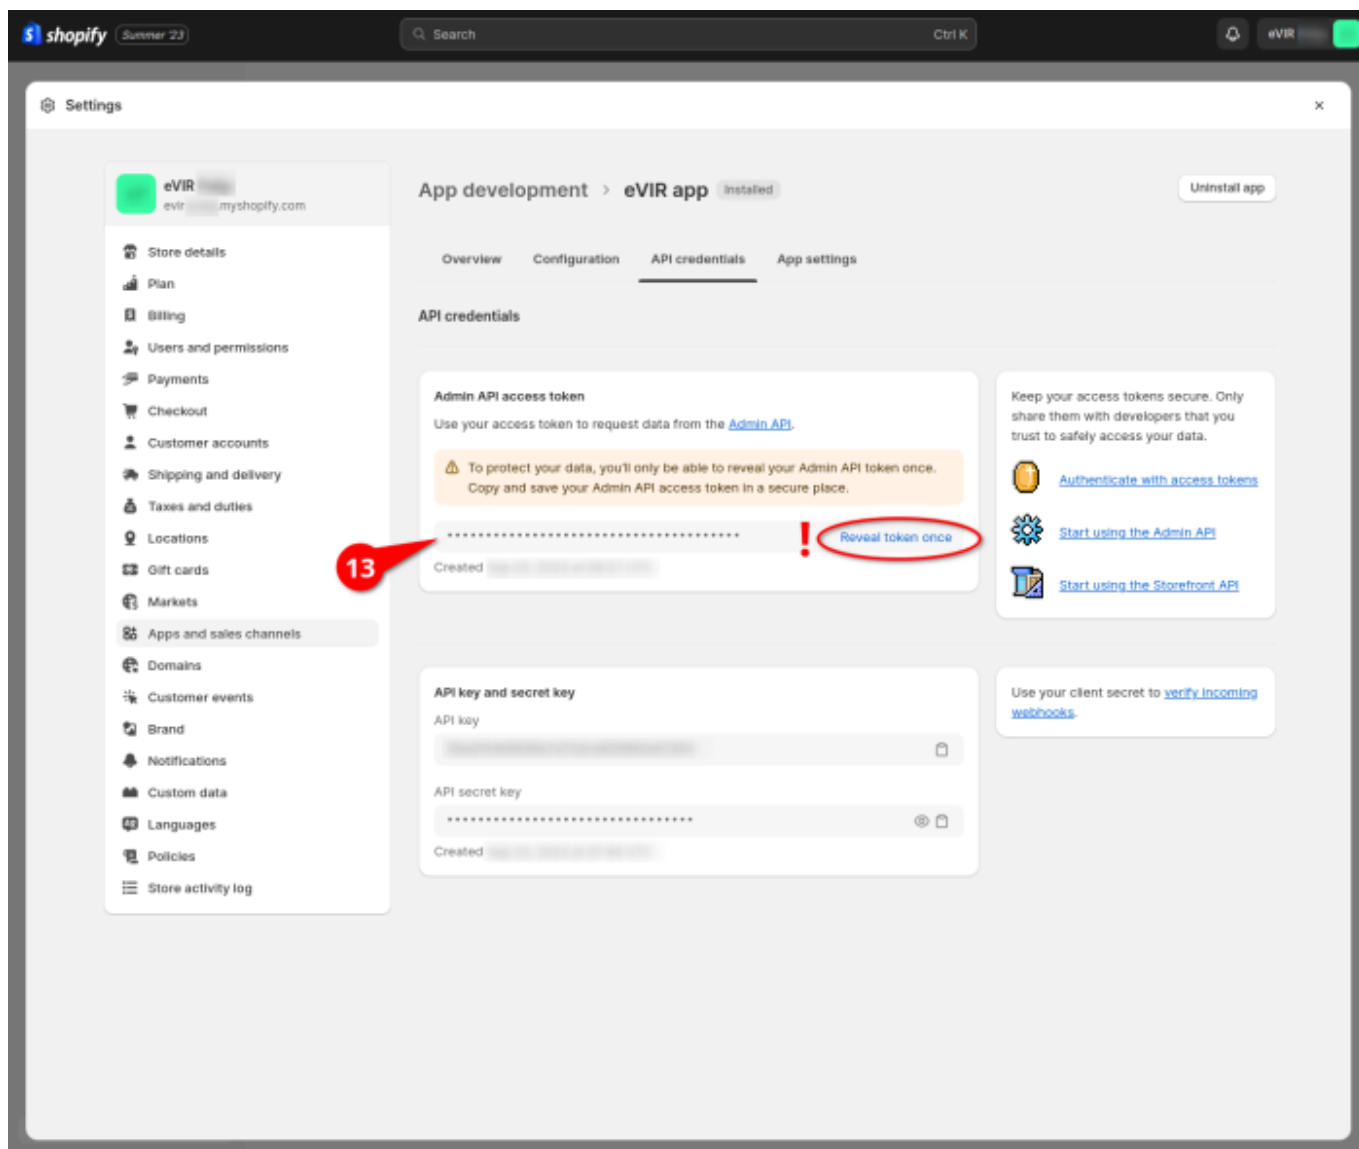 shopify Summer '23
Search
Ctrl K
eVIR
Settings
eVIR
evir
myshopify.com
Store details
Plan
Billing
Users and permissions
Payments
Checkout
Customer accounts
Shipping and delivery
Taxes and duties
Locations
Gift cards
Markets
Apps and sales channels
Domains
Customer events
Brand
Notifications
Custom data
Languages
Policies
Store activity log
App development > eVIR app Installed
Uninstall app
Overview Configuration API credentials App settings
API credentials
Admin API access token
Use your access token to request data from the Admin API.
To protect your data, you'll only be able to reveal your Admin API token once.
Copy and save your Admin API access token in a secure place.
•••••••••••••••••••••••••••••••••••••• ! Reveal token once
13
Created
API key and secret key
API key
API secret key
••••••••••••••••••••••••••••••••
Created
Keep your access tokens secure. Only
share them with developers that you
trust to safely access your data.
Authenticate with access tokens
Start using the Admin API
Start using the Storefront API
Use your client secret to verify incoming
webhooks.